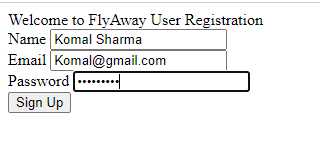 Welcome to FlyAway User Registration
Name Komal Sharma
Email Komal@gmail.com
Password •••••••••
Sign Up